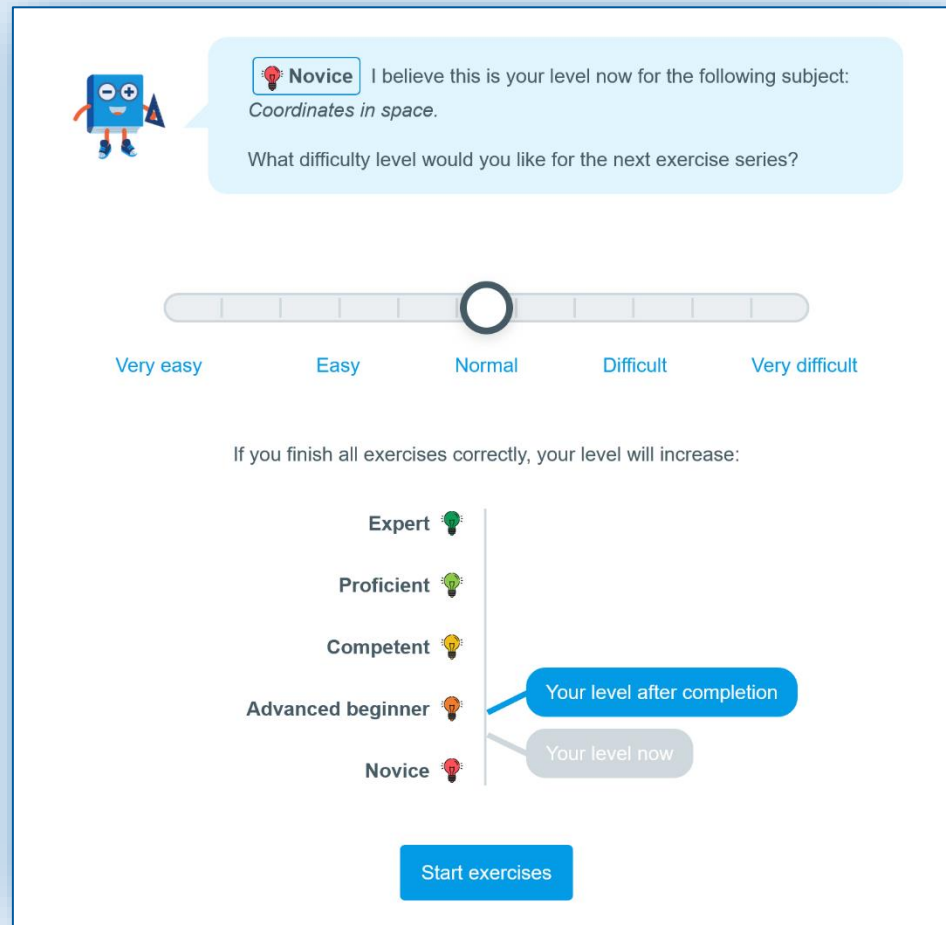 Novice I believe this is your level now for the following subject:
Coordinates in space.
What difficulty level would you like for the next exercise series?
Very easy Easy Normal Difficult Very difficult
If you finish all exercises correctly, your level will increase:
Expert
Proficient
Competent
Your level after completion
Advanced beginner
Your level now
Novice
Start exercises